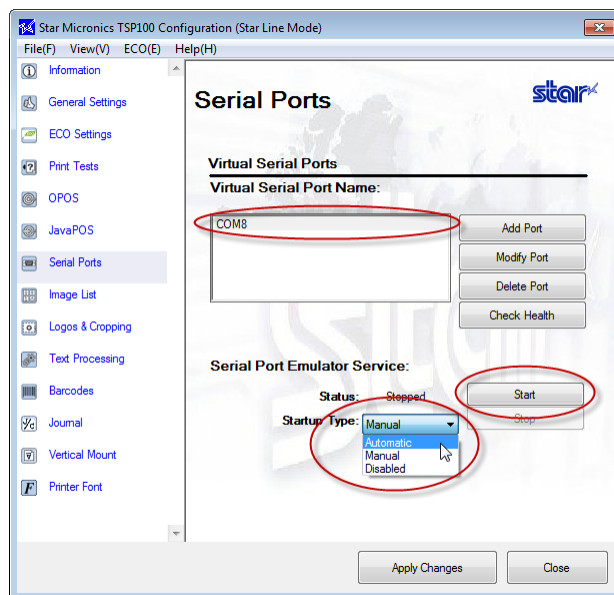 Star Micronics TSP100 Configuration (Star Line Mode)
File(F) View(V) ECO(E) Help(H)
Information
General Settings
ECO Settings
Print Tests
OPOS
JavaPOS
Serial Ports
Image List
Logos & Cropping
Text Processing
Barcodes
Journal
Vertical Mount
Printer Font
Serial Ports
star
Virtual Serial Ports
Virtual Serial Port Name:
COM8
Add Port
Modify Port
Delete Port
Check Health
Serial Port Emulator Service:
Status: Stopped
Start
Startup Type: Manual
Stop
Automatic
Manual
Disabled
Apply Changes
Close